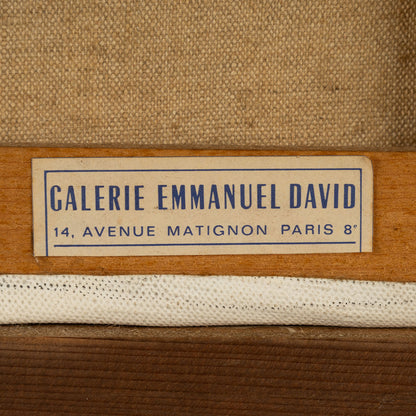 GALERIE EMMANUEL DAVID
14, AVENUE MATIGNON PARIS 8ᵉ